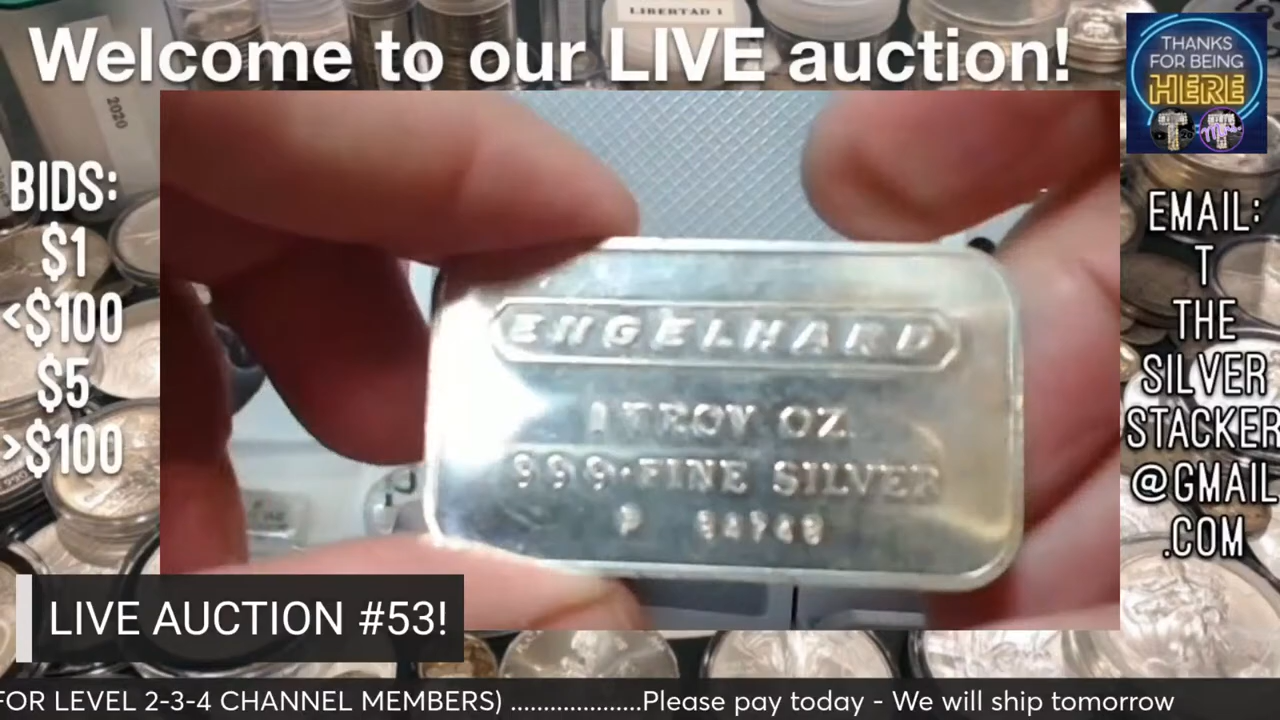 LIBERTAD 1
Welcome to our LIVE auction!
THANKS
FOR BEING
HERE
2020
BIDS:
$1
<$100
$5
>$100
ENGELHARD
1 TROY OZ
999·FINE SILVER
P
EMAIL:
T
THE
SILVER
STACKER
@GMAIL
.COM
LIVE AUCTION #53!
FOR LEVEL 2-3-4 CHANNEL MEMBERS) .....................Please pay today - We will ship tomorrow